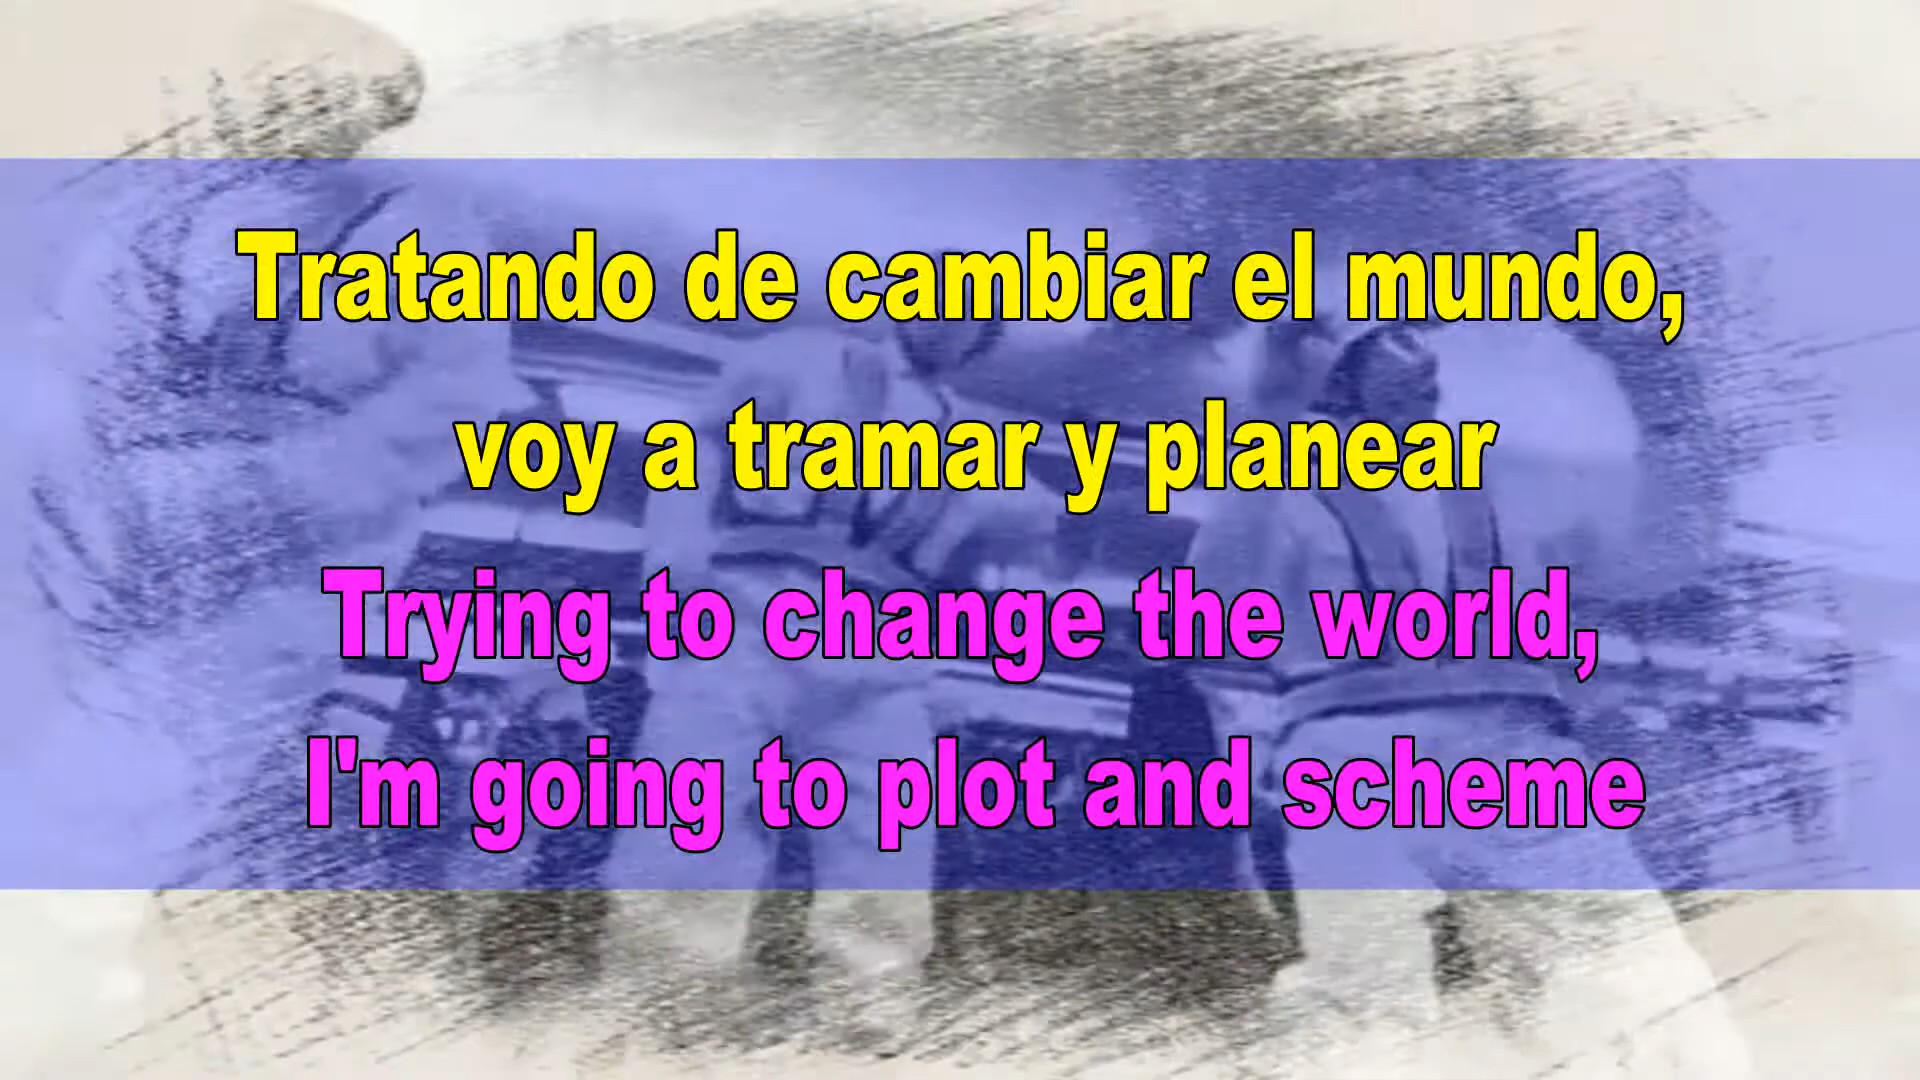 Tratando de cambiar el mundo,
voy a tramar y planear
Trying to change the world,
I'm going to plot and scheme